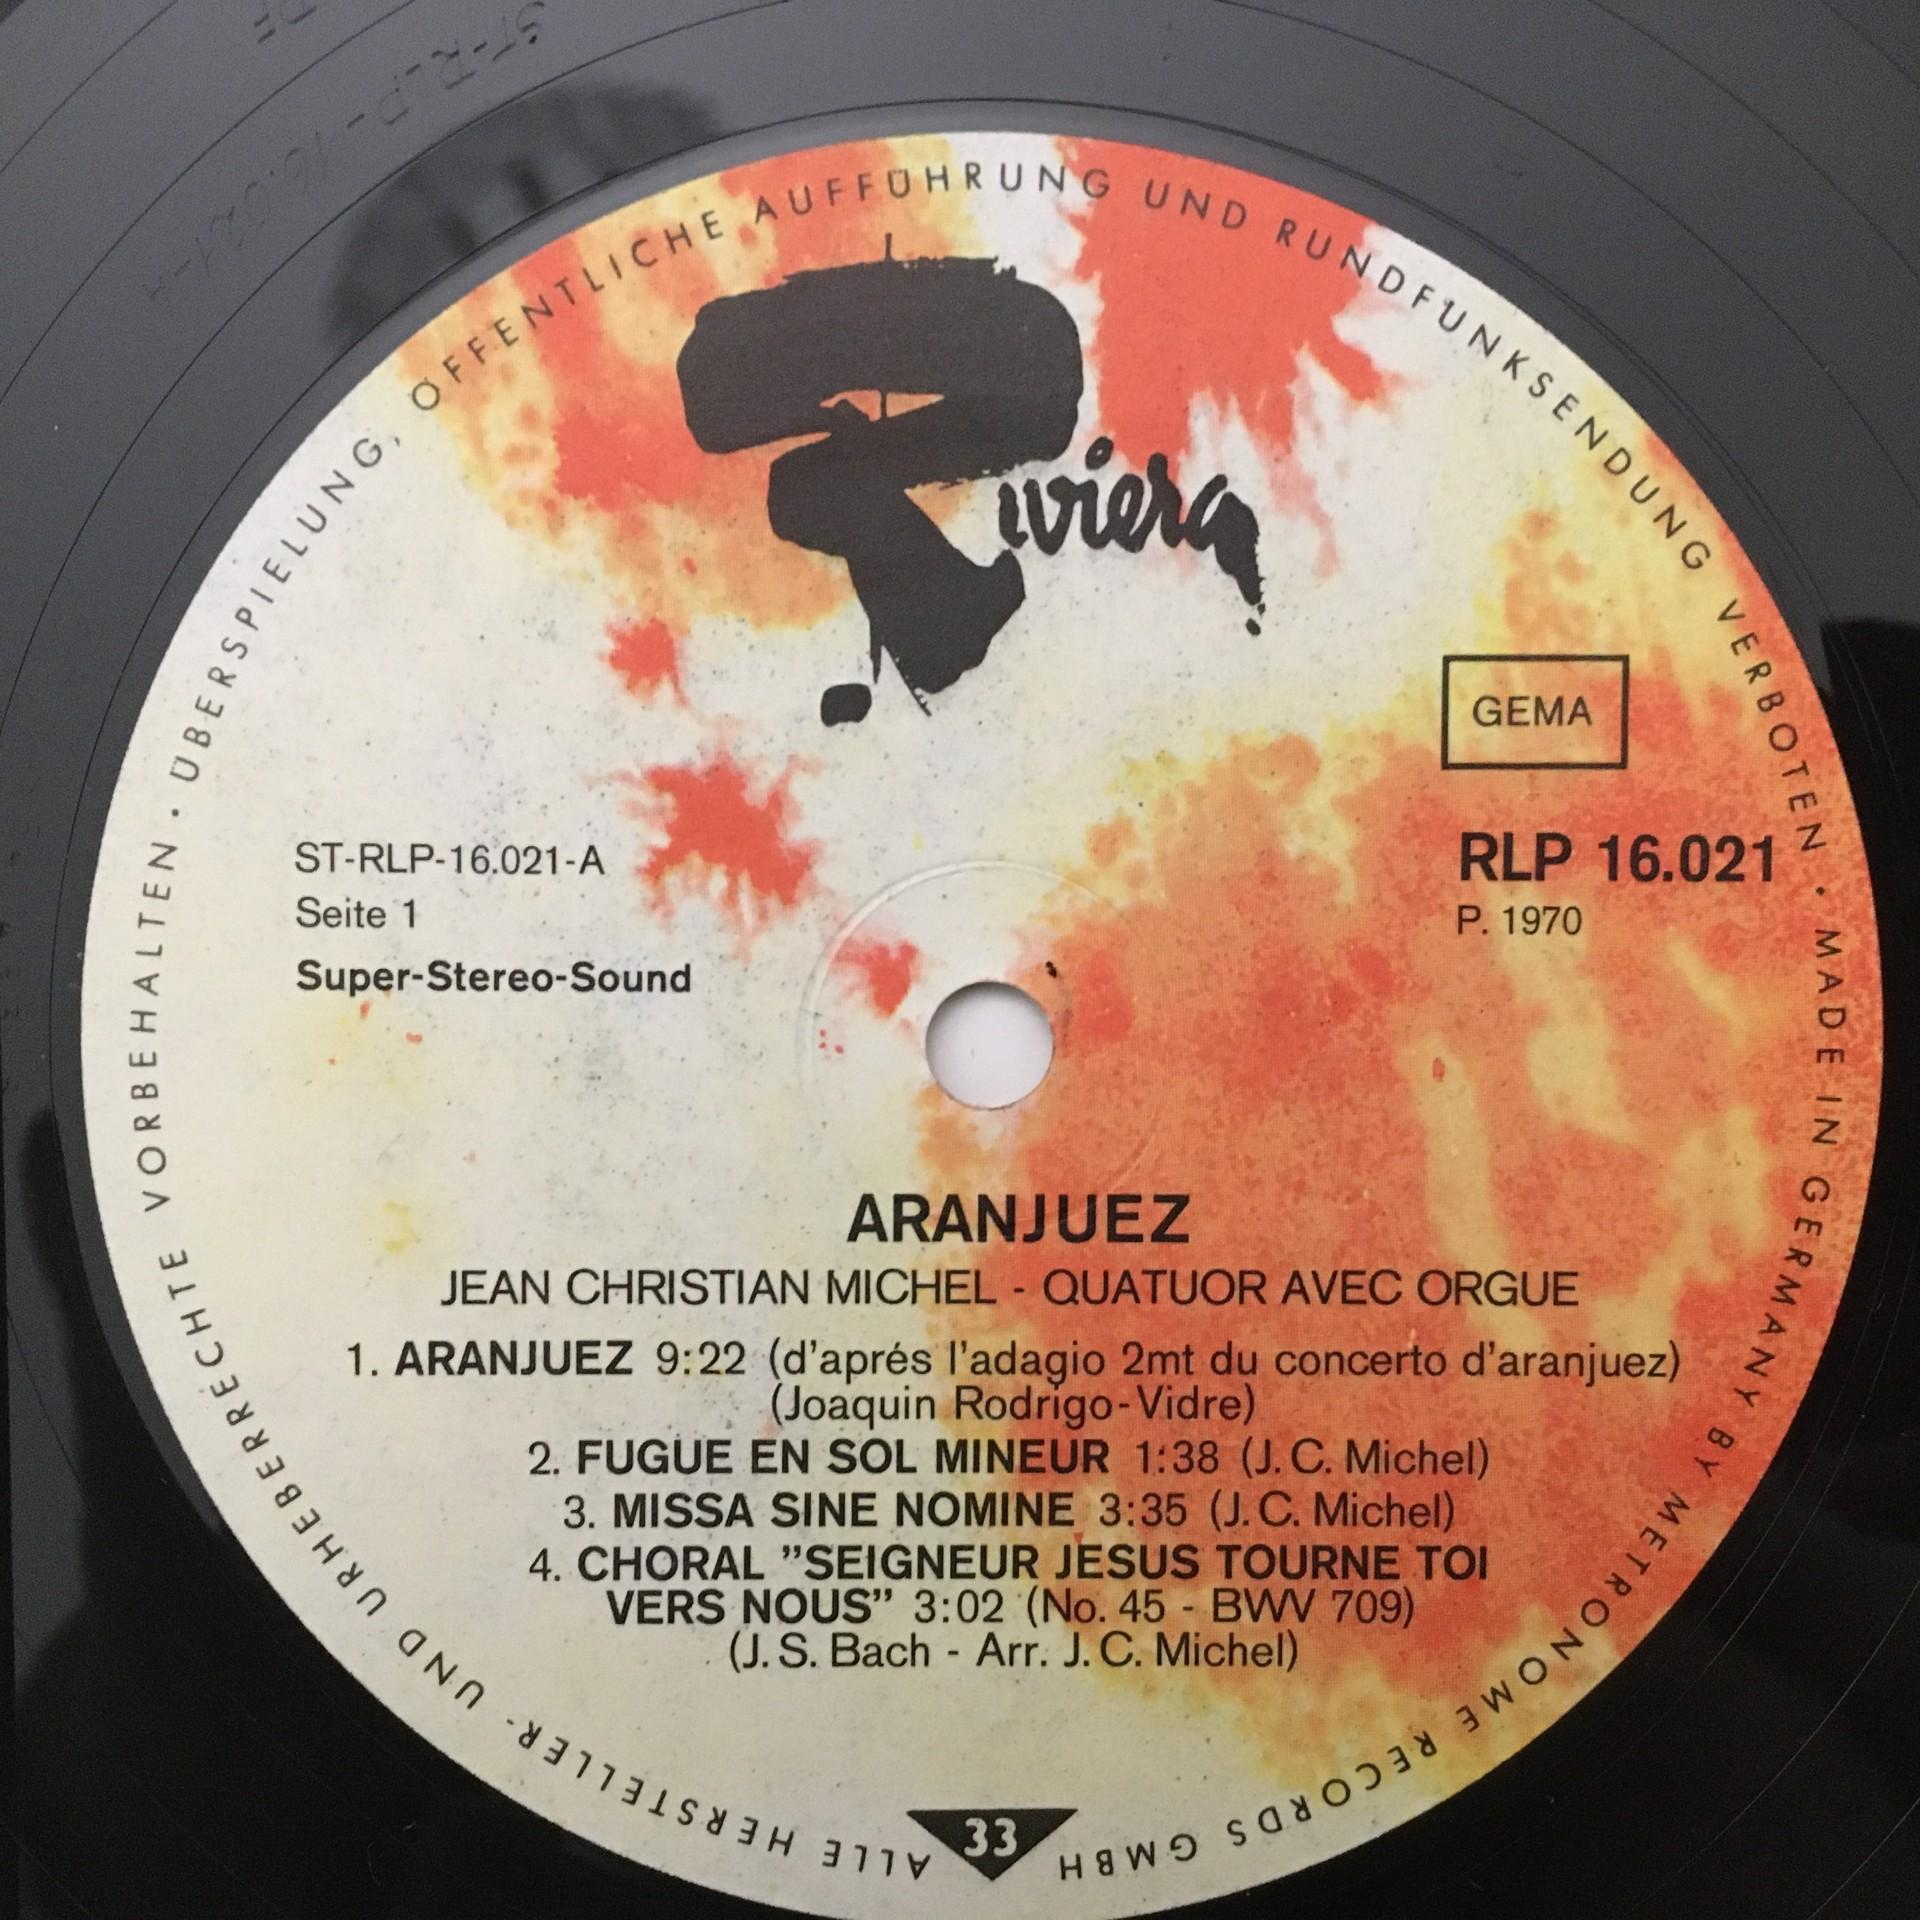 ST-RLP-16.021-A
ALLE HERSTELLER- UND URHEBERRECHTE VORBEHALTEN · ÜBERSPIELUNG, ÖFFENTLICHE AUFFÜHRUNG UND RUNDFUNKSENDUNG VERBOTEN · MADE IN GERMANY BY METRONOME RECORDS GMBH
Riviera
GEMA
ST-RLP-16.021-A
Seite 1
Super-Stereo-Sound
RLP 16.021
P. 1970
ARANJUEZ
JEAN CHRISTIAN MICHEL - QUATUOR AVEC ORGUE
1. ARANJUEZ 9:22 (d'aprés l'adagio 2mt du concerto d'aranjuez)
(Joaquin Rodrigo-Vidre)
2. FUGUE EN SOL MINEUR 1:38 (J. C. Michel)
3. MISSA SINE NOMINE 3:35 (J. C. Michel)
4. CHORAL ”SEIGNEUR JESUS TOURNE TOI
VERS NOUS” 3:02 (No. 45 - BWV 709)
(J. S. Bach - Arr. J. C. Michel)
33